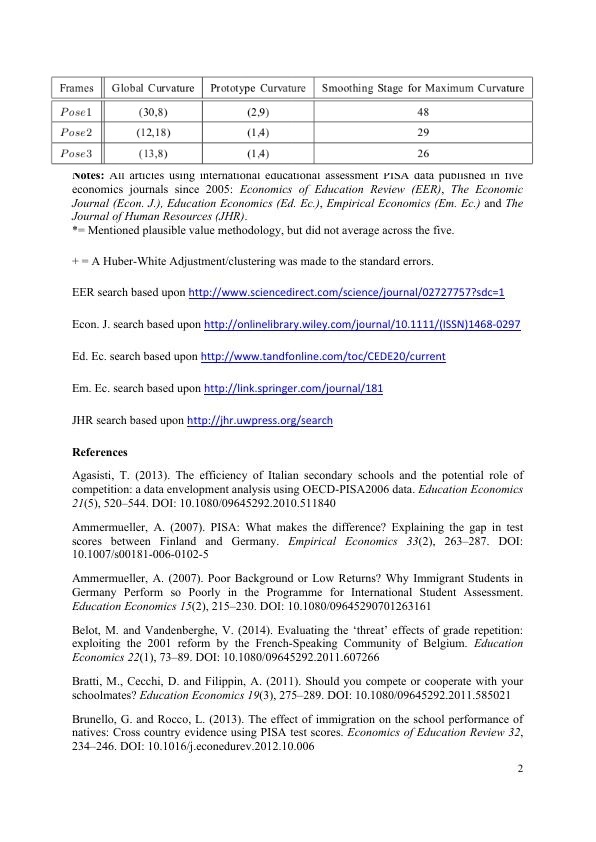 Frames Global Curvature Prototype Curvature Smoothing Stage for Maximum Curvature
Pose1 (30,8) (2,9) 48
Pose2 (12,18) (1,4) 29
Pose3 (13,8) (1,4) 26
Notes: All articles using international educational assessment PISA data published in five
economics journals since 2005: Economics of Education Review (EER), The Economic
Journal (Econ. J.), Education Economics (Ed. Ec.), Empirical Economics (Em. Ec.) and The
Journal of Human Resources (JHR).
*= Mentioned plausible value methodology, but did not average across the five.
+ = A Huber-White Adjustment/clustering was made to the standard errors.
EER search based upon http://www.sciencedirect.com/science/journal/02727757?sdc=1
Econ. J. search based upon http://onlinelibrary.wiley.com/journal/10.1111/(ISSN)1468-0297
Ed. Ec. search based upon http://www.tandfonline.com/toc/CEDE20/current
Em. Ec. search based upon http://link.springer.com/journal/181
JHR search based upon http://jhr.uwpress.org/search
References
Agasisti, T. (2013). The efficiency of Italian secondary schools and the potential role of
competition: a data envelopment analysis using OECD-PISA2006 data. Education Economics
21(5), 520–544. DOI: 10.1080/09645292.2010.511840
Ammermueller, A. (2007). PISA: What makes the difference? Explaining the gap in test
scores between Finland and Germany. Empirical Economics 33(2), 263–287. DOI:
10.1007/s00181-006-0102-5
Ammermueller, A. (2007). Poor Background or Low Returns? Why Immigrant Students in
Germany Perform so Poorly in the Programme for International Student Assessment.
Education Economics 15(2), 215–230. DOI: 10.1080/09645290701263161
Belot, M. and Vandenberghe, V. (2014). Evaluating the ‘threat’ effects of grade repetition:
exploiting the 2001 reform by the French-Speaking Community of Belgium. Education
Economics 22(1), 73–89. DOI: 10.1080/09645292.2011.607266
Bratti, M., Cecchi, D. and Filippin, A. (2011). Should you compete or cooperate with your
schoolmates? Education Economics 19(3), 275–289. DOI: 10.1080/09645292.2011.585021
Brunello, G. and Rocco, L. (2013). The effect of immigration on the school performance of
natives: Cross country evidence using PISA test scores. Economics of Education Review 32,
234–246. DOI: 10.1016/j.econedurev.2012.10.006
2